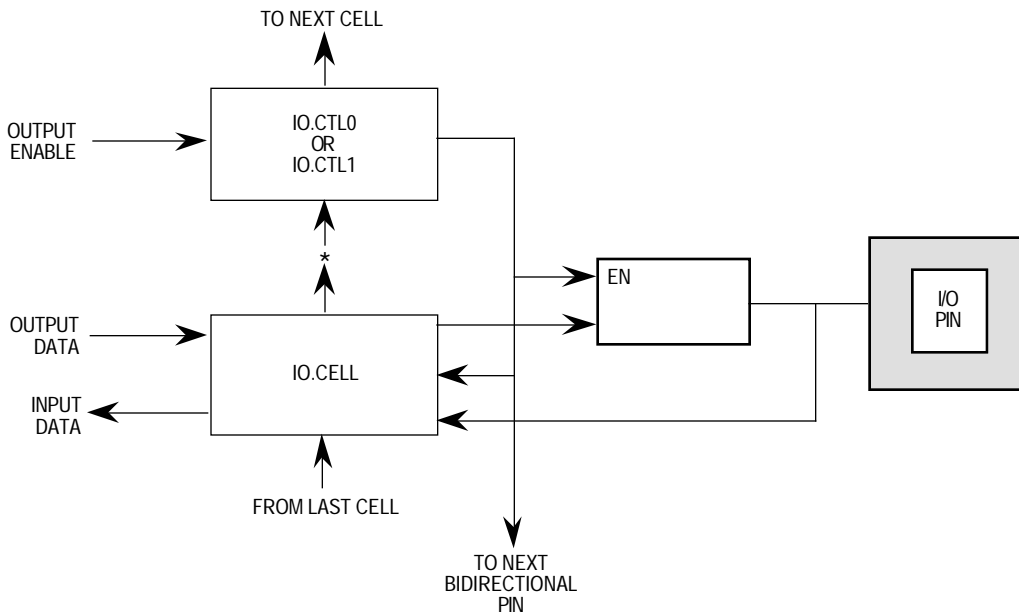 TO NEXT CELL
OUTPUT
ENABLE
IO.CTL0
OR
IO.CTL1
*
EN
I/O
PIN
OUTPUT
DATA
IO.CELL
INPUT
DATA
FROM LAST CELL
TO NEXT
BIDIRECTIONAL
PIN